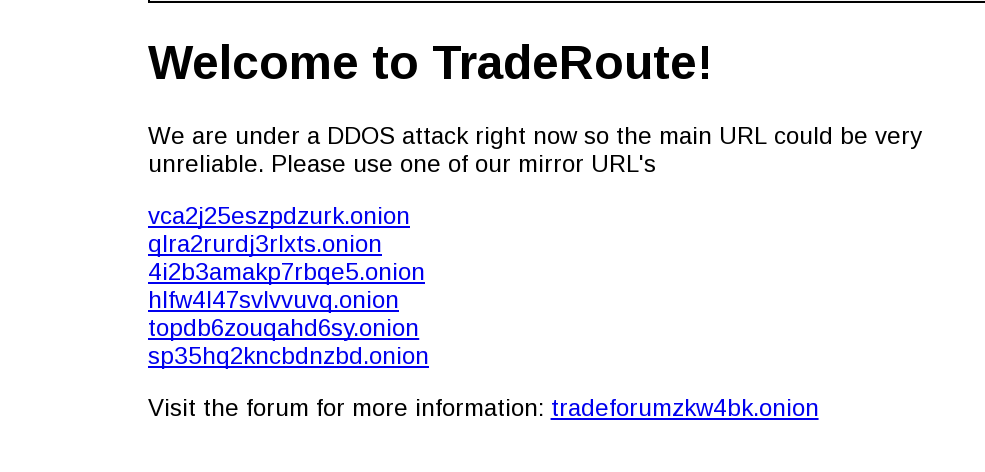 Welcome to TradeRoute!
We are under a DDOS attack right now so the main URL could be very
unreliable. Please use one of our mirror URL's
vca2j25eszpdzurk.onion
qlra2rurdj3rlxts.onion
4i2b3amakp7rbqe5.onion
hlfw4l47svlvvuvq.onion
topdb6zouqahd6sy.onion
sp35hq2kncbdnzbd.onion
Visit the forum for more information: tradeforumzkw4bk.onion